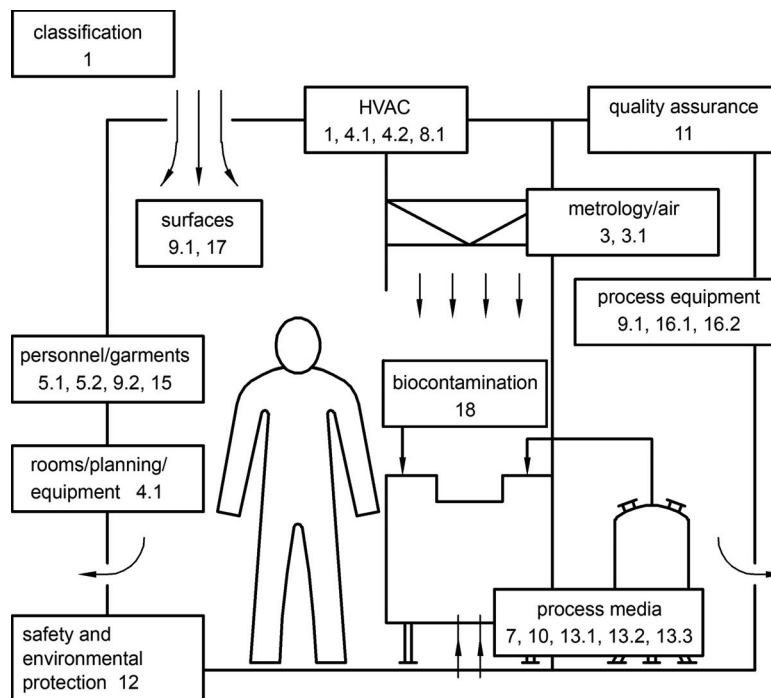 classification
1
HVAC
1, 4.1, 4.2, 8.1
quality assurance
11
surfaces
9.1, 17
metrology/air
3, 3.1
process equipment
9.1, 16.1, 16.2
personnel/garments
5.1, 5.2, 9.2, 15
biocontamination
18
rooms/planning/
equipment 4.1
process media
7, 10, 13.1, 13.2, 13.3
safety and
environmental
protection 12